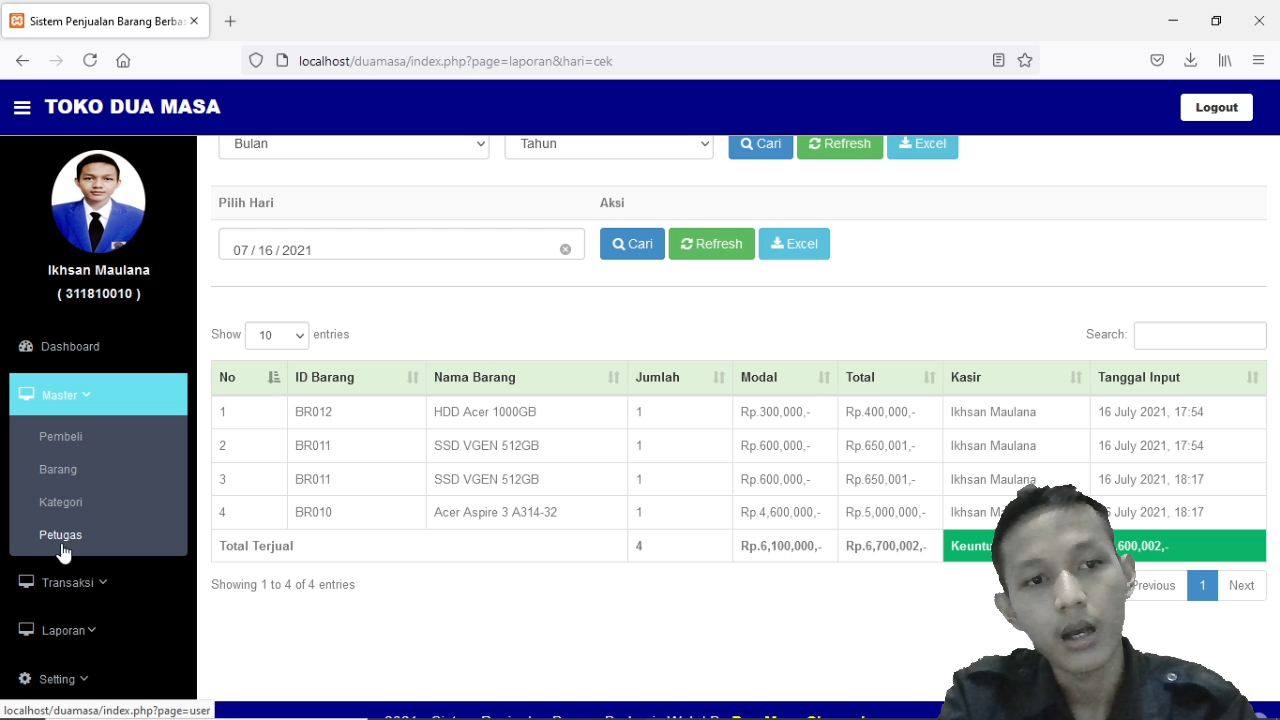 Sistem Penjualan Barang Berbas
localhost/duamasa/index.php?page=laporan&hari=cek
TOKO DUA MASA
Logout
Ikhsan Maulana
( 311810010 )
Dashboard
Master
Pembeli
Barang
Kategori
Petugas
Transaksi
Laporan
Setting
localhost/duamasa/index.php?page=user
Bulan Tahun Cari Refresh Excel
Pilih Hari Aksi
07 / 16 / 2021 Cari Refresh Excel
Show 10 entries Search:
No ID Barang Nama Barang Jumlah Modal Total Kasir Tanggal Input
1 BR012 HDD Acer 1000GB 1 Rp.300,000,- Rp.400,000,- Ikhsan Maulana 16 July 2021, 17:54
2 BR011 SSD VGEN 512GB 1 Rp.600,000,- Rp.650,001,- Ikhsan Maulana 16 July 2021, 17:54
3 BR011 SSD VGEN 512GB 1 Rp.600,000,- Rp.650,001,- Ikhsan Maulana 16 July 2021, 18:17
4 BR010 Acer Aspire 3 A314-32 1 Rp.4,600,000,- Rp.5,000,000,- Ikhsan July 2021, 18:17
Total Terjual 4 Rp.6,100,000,- Rp.6,700,002,- Keuntu 600,002,-
Showing 1 to 4 of 4 entries Previous 1 Next